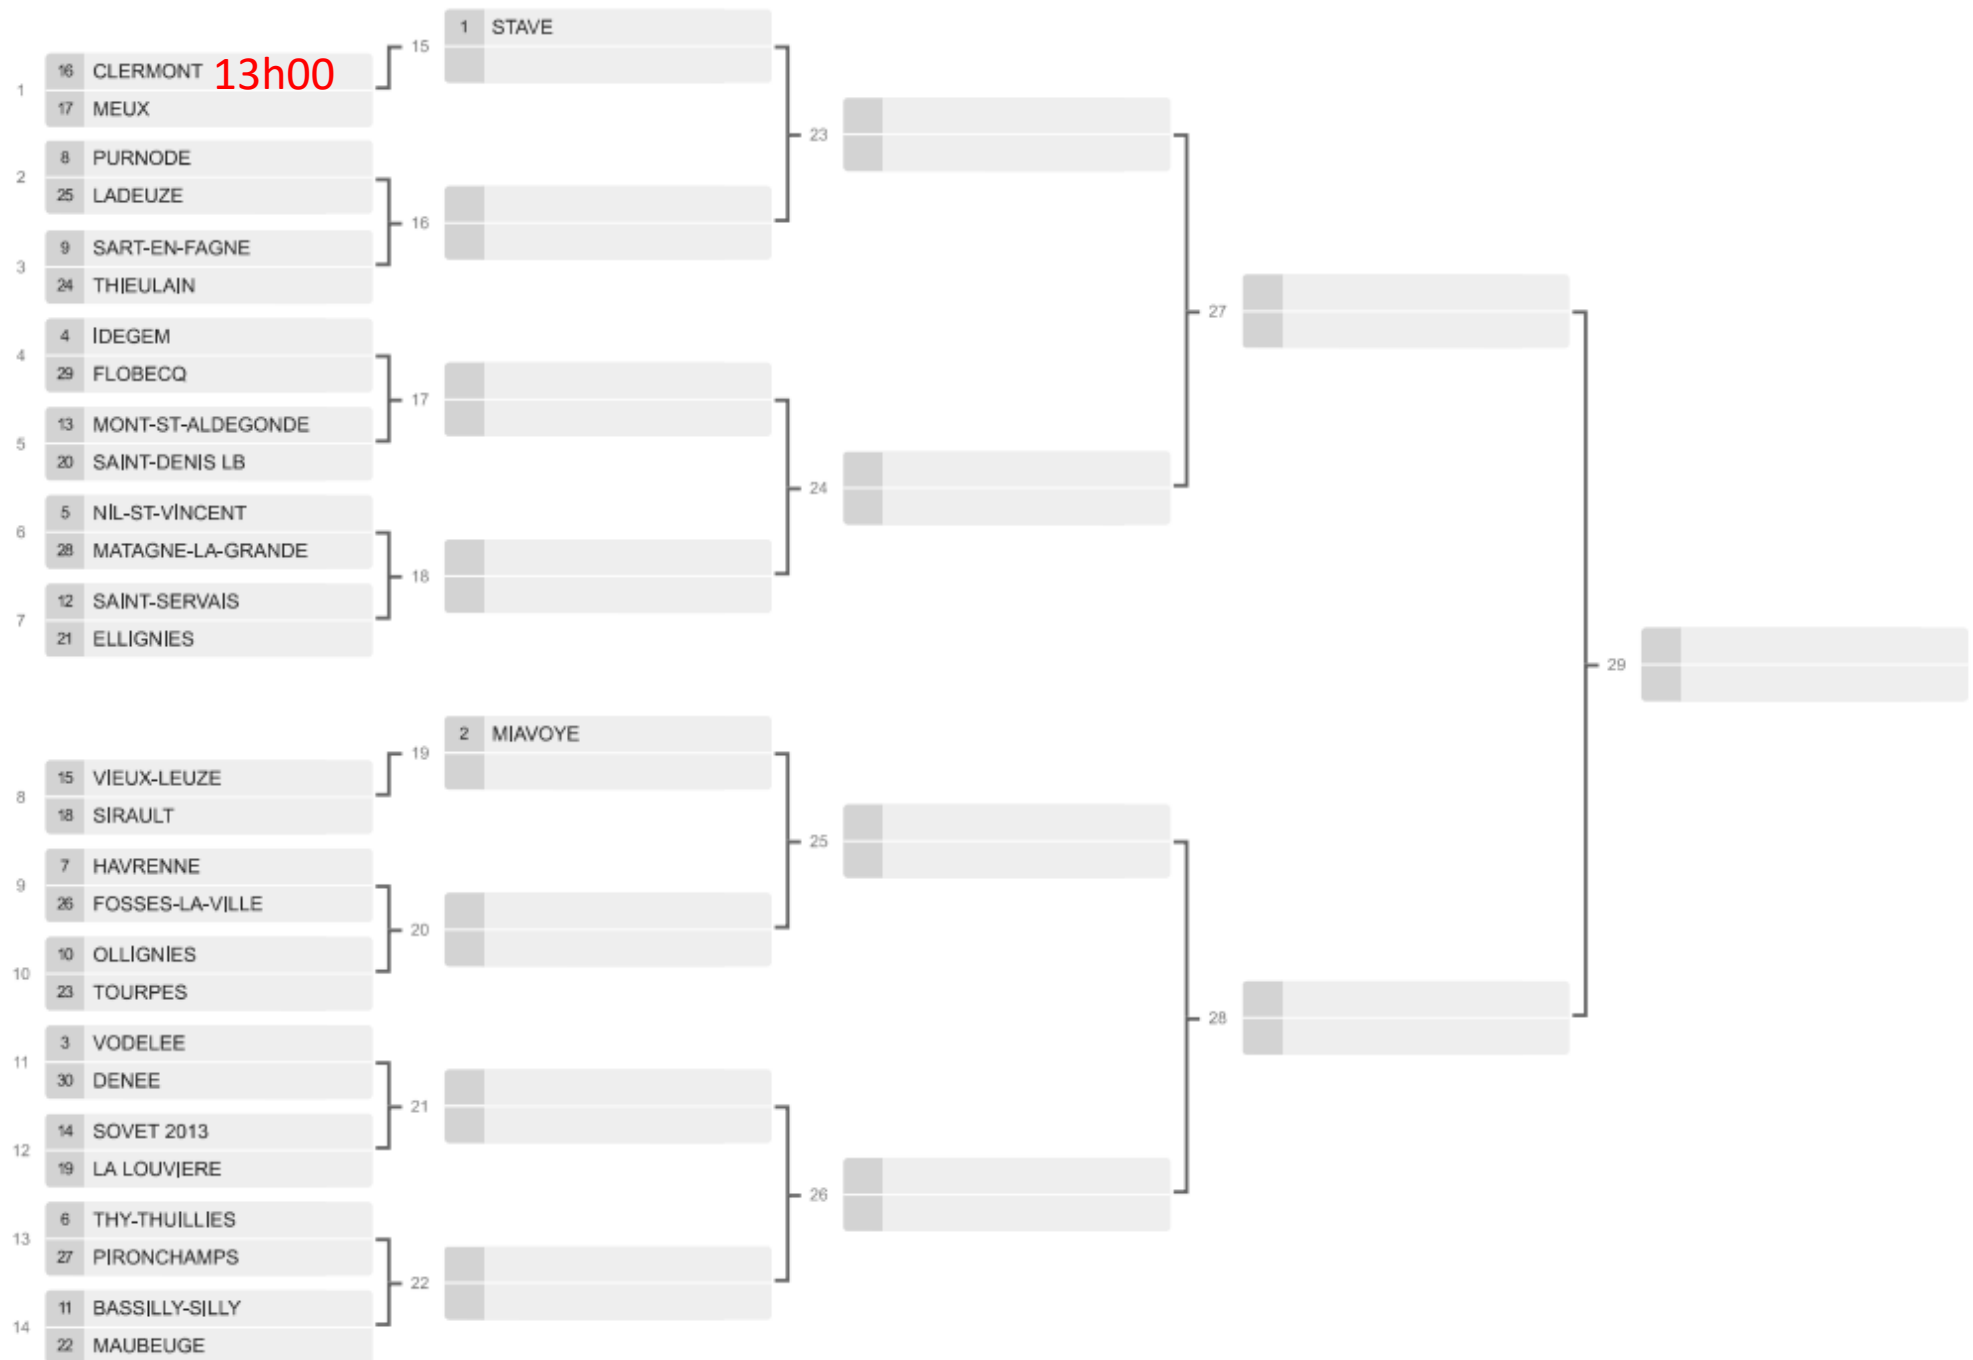 1 STAVE
15
16 CLERMONT 13h00
1
17 MEUX
8 PURNODE
2
25 LADEUZE
16
9 SART-EN-FAGNE
3
24 THIEULAIN
23
4 IDEGEM
4
29 FLOBECQ
17
13 MONT-ST-ALDEGONDE
5
20 SAINT-DENIS LB
24
5 NIL-ST-VINCENT
6
28 MATAGNE-LA-GRANDE
18
12 SAINT-SERVAIS
7
21 ELLIGNIES
27
29
2 MIAVOYE
19
15 VIEUX-LEUZE
8
18 SIRAULT
7 HAVRENNE
9
26 FOSSES-LA-VILLE
20
10 OLLIGNIES
10
23 TOURPES
25
3 VODELEE
11
30 DENEE
21
14 SOVET 2013
12
19 LA LOUVIERE
26
6 THY-THUILLIES
13
27 PIRONCHAMPS
22
11 BASSILLY-SILLY
14
22 MAUBEUGE
28